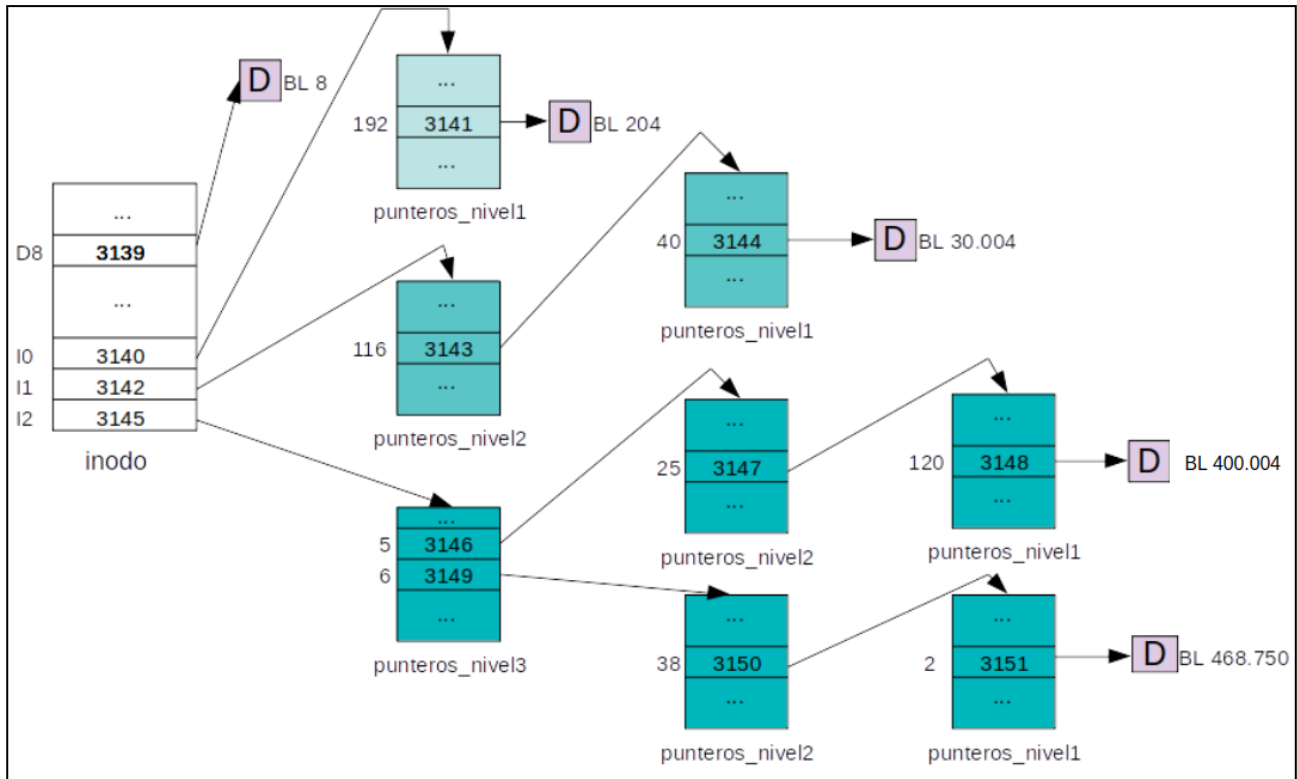 ...
D BL 8
192 3141 D BL 204
...
punteros_nivel1
...
D8 3139
...
I0 3140
I1 3142
I2 3145
inodo
...
116 3143
...
punteros_nivel2
...
40 3144 D BL 30.004
...
punteros_nivel1
...
5 3146
6 3149
...
punteros_nivel3
...
25 3147
...
punteros_nivel2
...
120 3148 D BL 400.004
...
punteros_nivel1
...
38 3150
...
punteros_nivel2
...
2 3151 D BL 468.750
...
punteros_nivel1